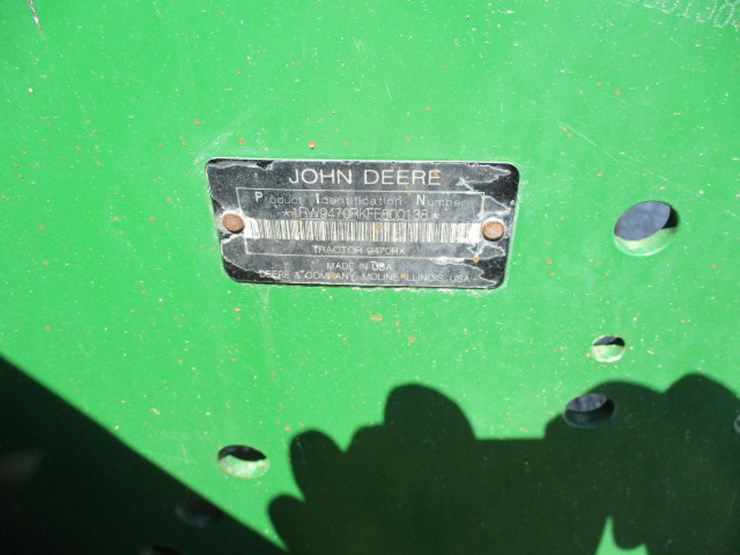 JOHN DEERE
Product Identification Number
*1RW9470RKFE800138*
TRACTOR 9470RX
MADE IN USA
DEERE & COMPANY MOLINE ILLINOIS USA